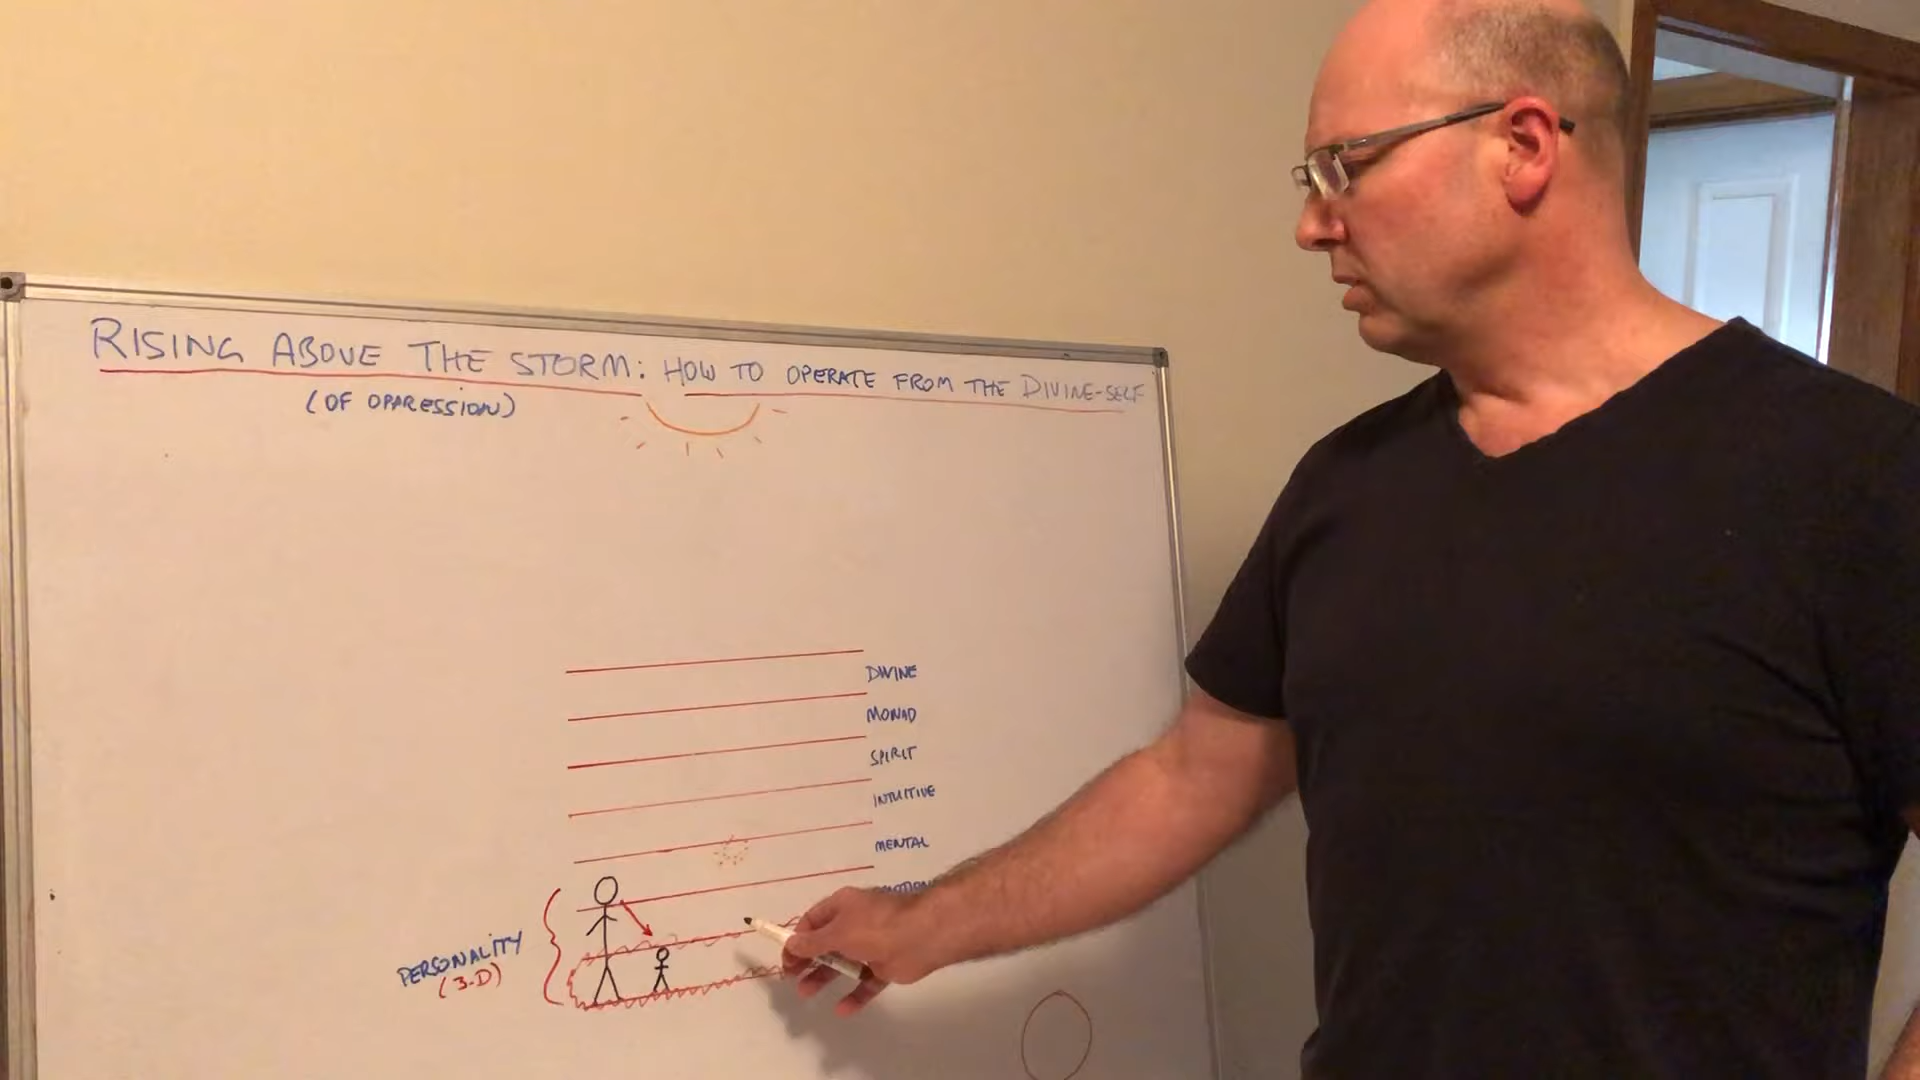 RISING ABOVE THE STORM: HOW TO OPERATE FROM THE DIVINE-SELF
(OF OPPRESSION)
DIVINE
MONAD
SPIRIT
INTUITIVE
MENTAL
PERSONALITY
(3-D)